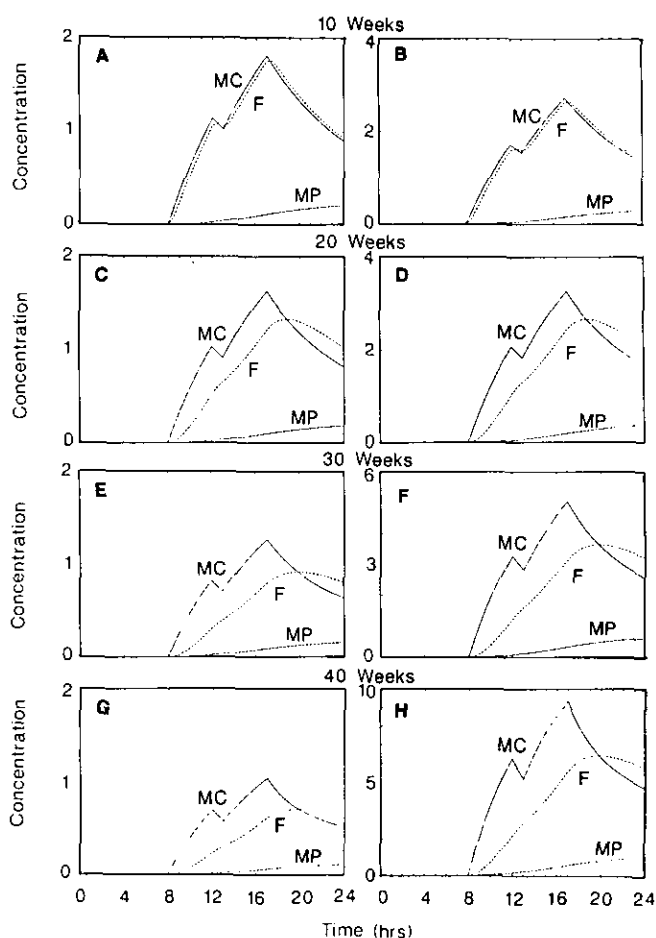 10 Weeks
Concentration
2
1
0
A
MC
F
MP
4
2
0
B
MC
F
MP
20 Weeks
Concentration
2
1
0
C
MC
F
MP
4
2
0
D
MC
F
MP
30 Weeks
Concentration
2
1
0
E
MC
F
MP
6
3
0
F
MC
F
MP
40 Weeks
Concentration
2
1
0
G
MC
F
MP
10
5
0
H
MC
F
MP
0 4 8 12 16 20 24 0 4 8 12 16 20 24
Time (hrs)